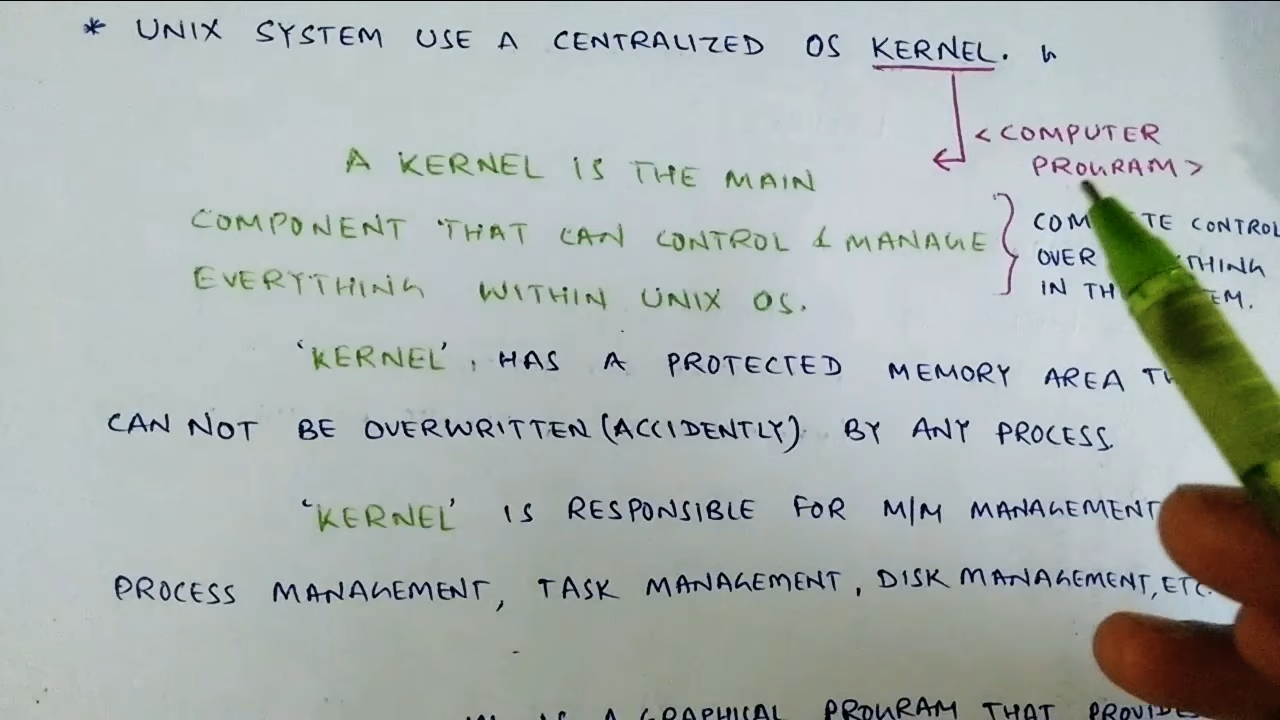 * UNIX SYSTEM USE A CENTRALIZED OS KERNEL.
< COMPUTER
PROGRAM >
A KERNEL IS THE MAIN
COMPONENT THAT CAN CONTROL & MANAGE
EVERYTHING WITHIN UNIX OS.
CONTROL
OVER
IN
'KERNEL', HAS A PROTECTED MEMORY AREA
CAN NOT BE OVERWRITTEN (ACCIDENTLY) BY ANY PROCESS.
'KERNEL' IS RESPONSIBLE FOR M/M MANAGEMENT
PROCESS MANAGEMENT, TASK MANAGEMENT, DISK MANAGEMENT, ETC.
IS A GRAPHICAL PROGRAM THAT